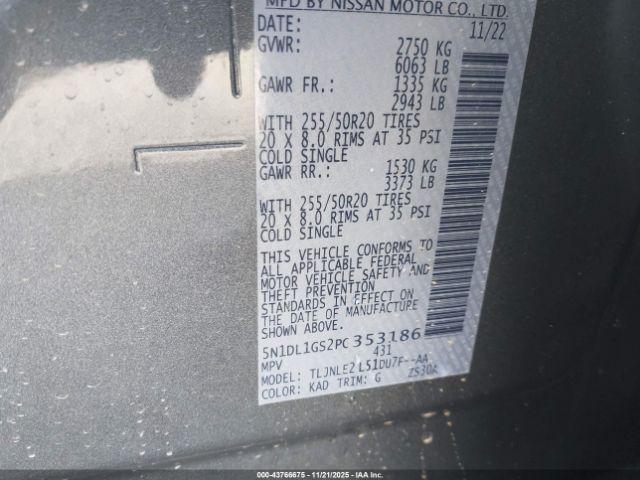 MFD BY NISSAN MOTOR CO., LTD.
DATE: 11/22
GVWR: 2750 KG
6063 LB
GAWR FR.: 1335 KG
2943 LB
WITH 255/50R20 TIRES
20 X 8.0 RIMS AT 35 PSI
COLD SINGLE
GAWR RR.: 1530 KG
3373 LB
WITH 255/50R20 TIRES
20 X 8.0 RIMS AT 35 PSI
COLD SINGLE
THIS VEHICLE CONFORMS TO
ALL APPLICABLE FEDERAL
MOTOR VEHICLE SAFETY AND
THEFT PREVENTION
STANDARDS IN EFFECT ON
THE DATE OF MANUFACTURE
SHOWN ABOVE.
5N1DL1GS2PC353186
MPV 431
MODEL: TLJNLE2L51DU7F--AA
COLOR: KAD TRIM: G ZS30A
000-43766675 - 11/21/2025 - IAA Inc.